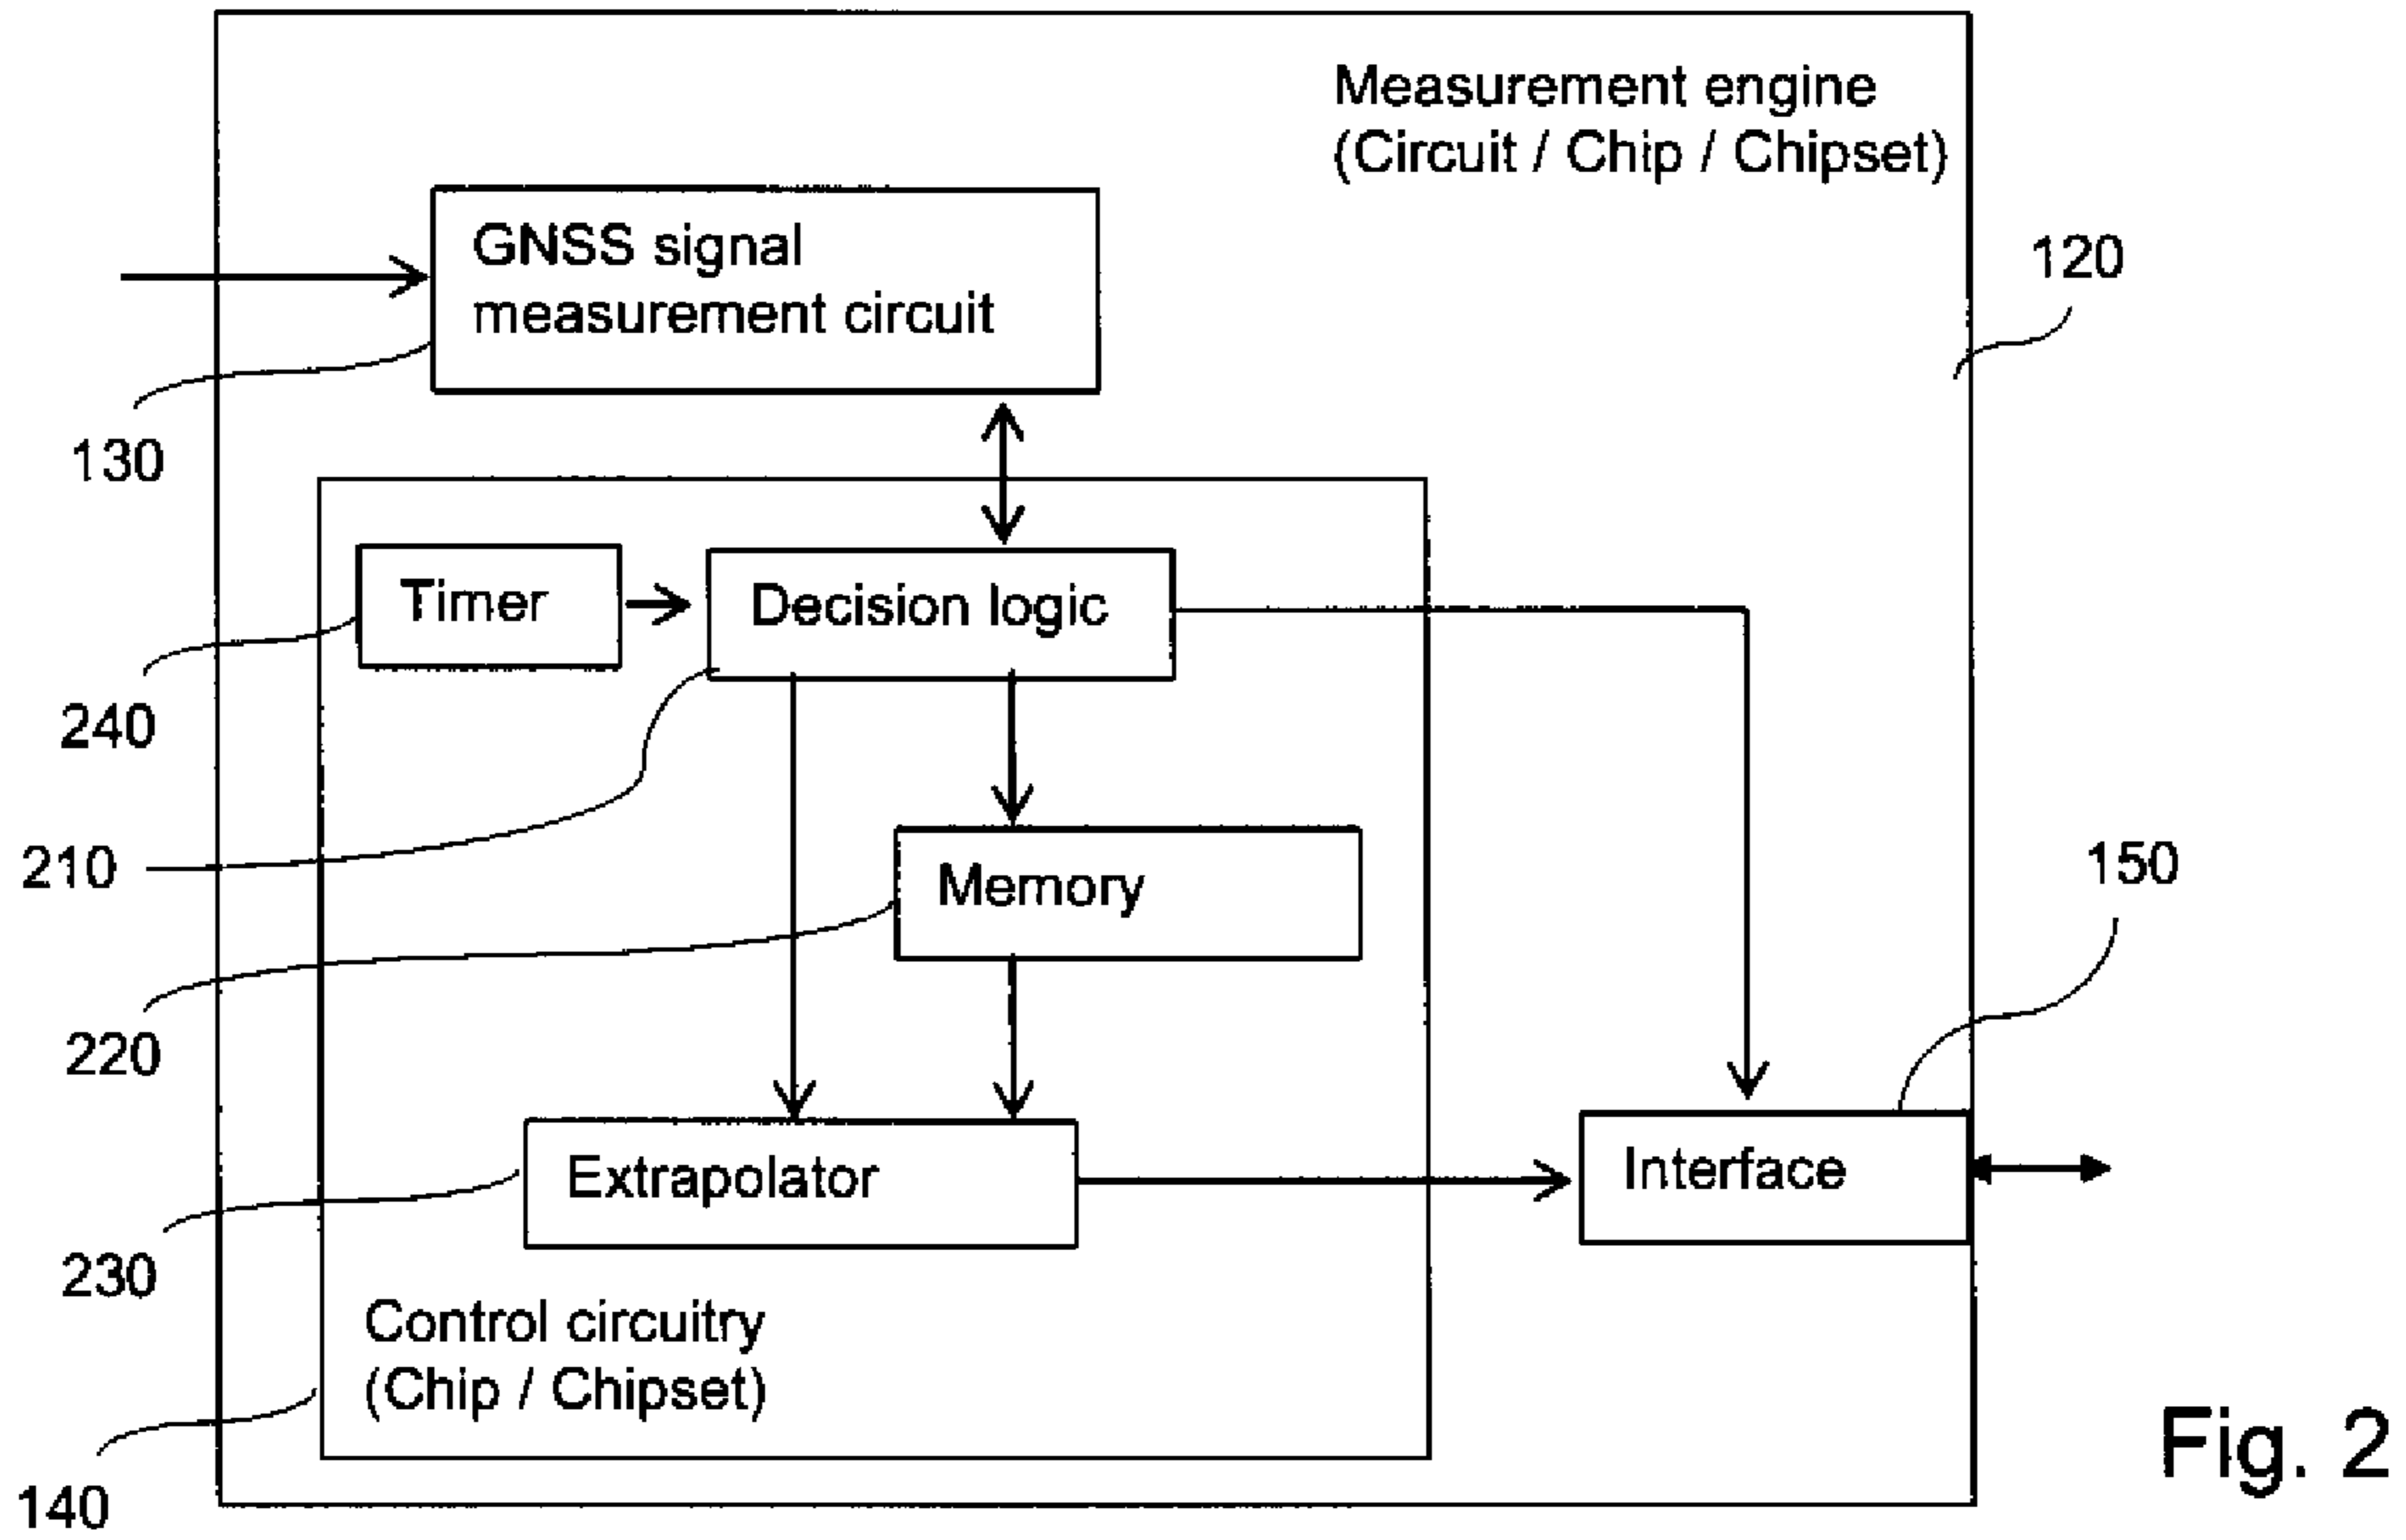 Measurement engine
(Circuit / Chip / Chipset)
GNSS signal
measurement circuit
120
130
Timer
Decision logic
240
210
Memory
150
220
Extrapolator
Interface
230
Control circuitry
(Chip / Chipset)
140
Fig. 2